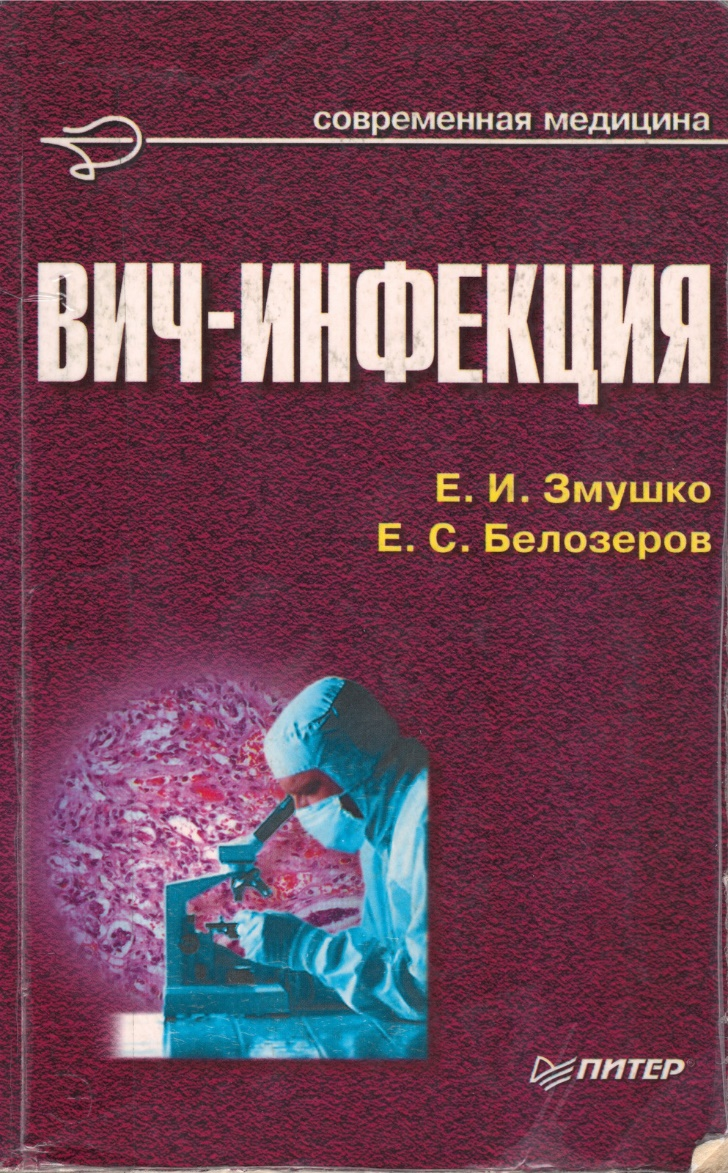 современная медицина
ВИЧ-ИНФЕКЦИЯ
Е. И. Змушко
Е. С. Белозеров
ПИТЕР®